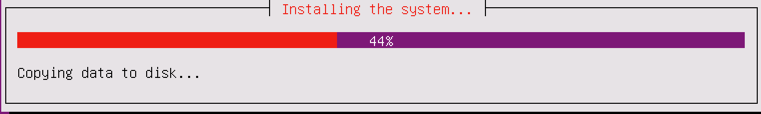 Installing the system...
44%
Copying data to disk...